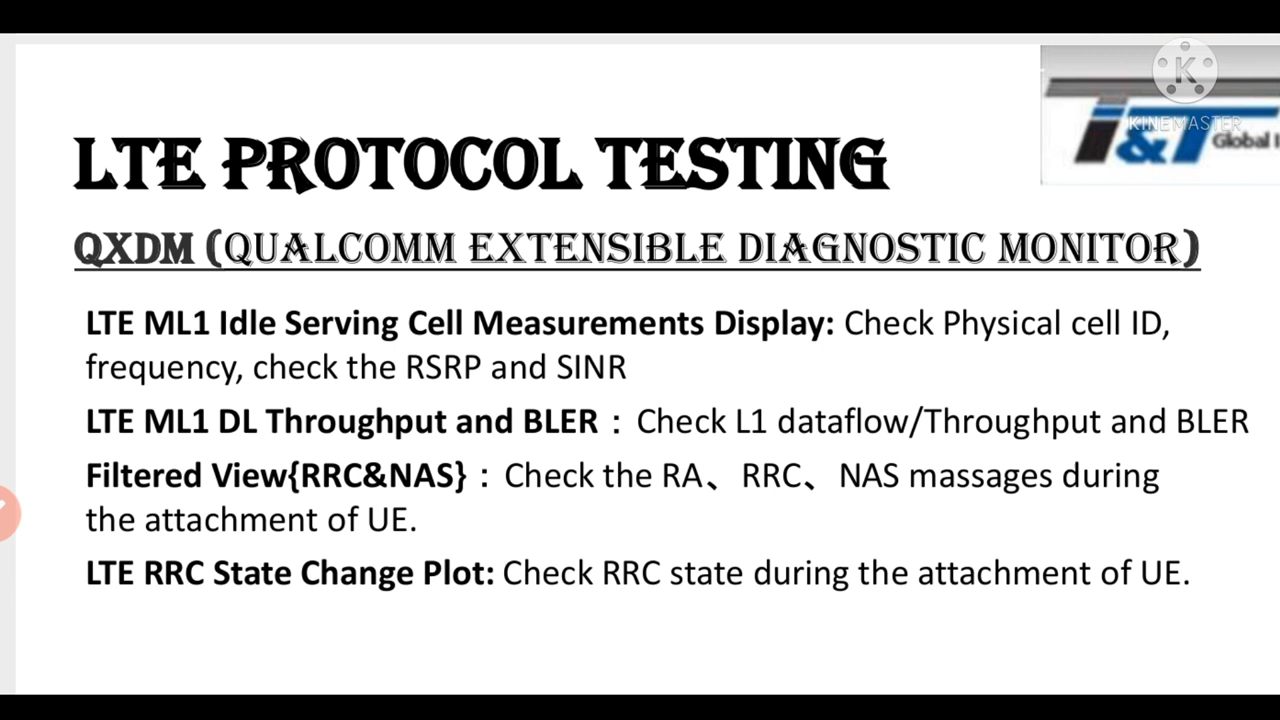 K
KINEMASTER
T&T
Global I
LTE PROTOCOL TESTING
QXDM (QUALCOMM EXTENSIBLE DIAGNOSTIC MONITOR)
LTE ML1 Idle Serving Cell Measurements Display: Check Physical cell ID,
frequency, check the RSRP and SINR
LTE ML1 DL Throughput and BLER： Check L1 dataflow/Throughput and BLER
Filtered View{RRC&NAS}：Check the RA、RRC、NAS massages during
the attachment of UE.
LTE RRC State Change Plot: Check RRC state during the attachment of UE.